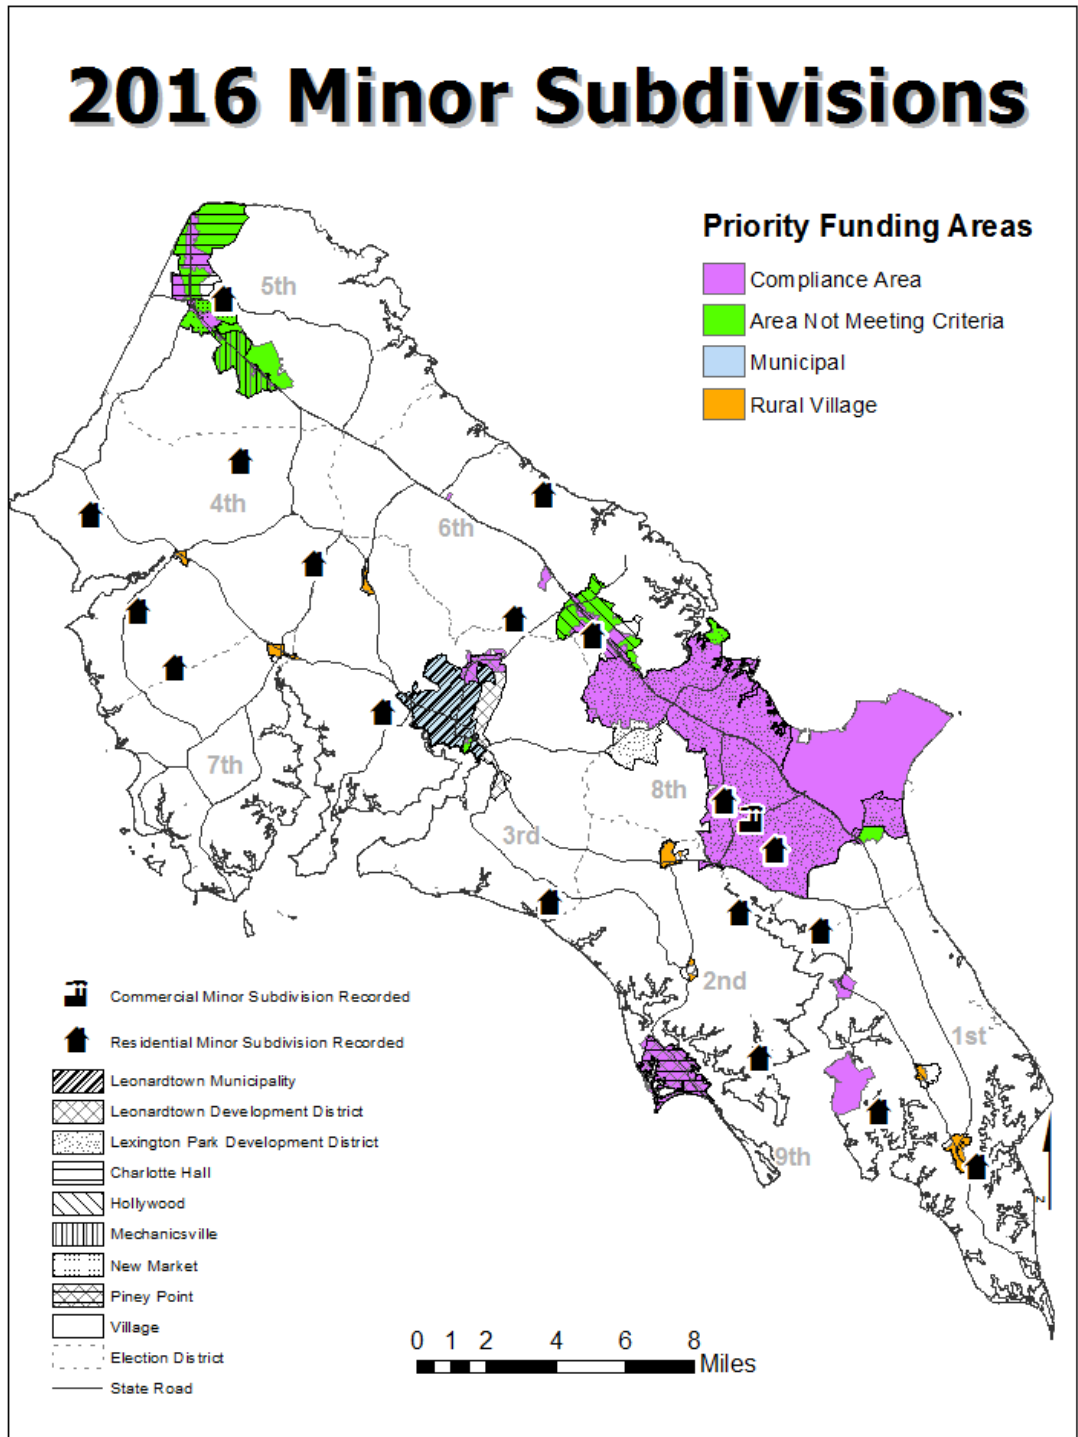 2016 Minor Subdivisions
Priority Funding Areas
Compliance Area
Area Not Meeting Criteria
Municipal
Rural Village
5th
4th
6th
7th
8th
3rd
2nd
1st
9th
Commercial Minor Subdivision Recorded
Residential Minor Subdivision Recorded
Leonardtown Municipality
Leonardtown Development District
Lexington Park Development District
Charlotte Hall
Hollywood
Mechanicsville
New Market
Piney Point
Village
Election District
State Road
0 1 2 4 6 8
Miles
N